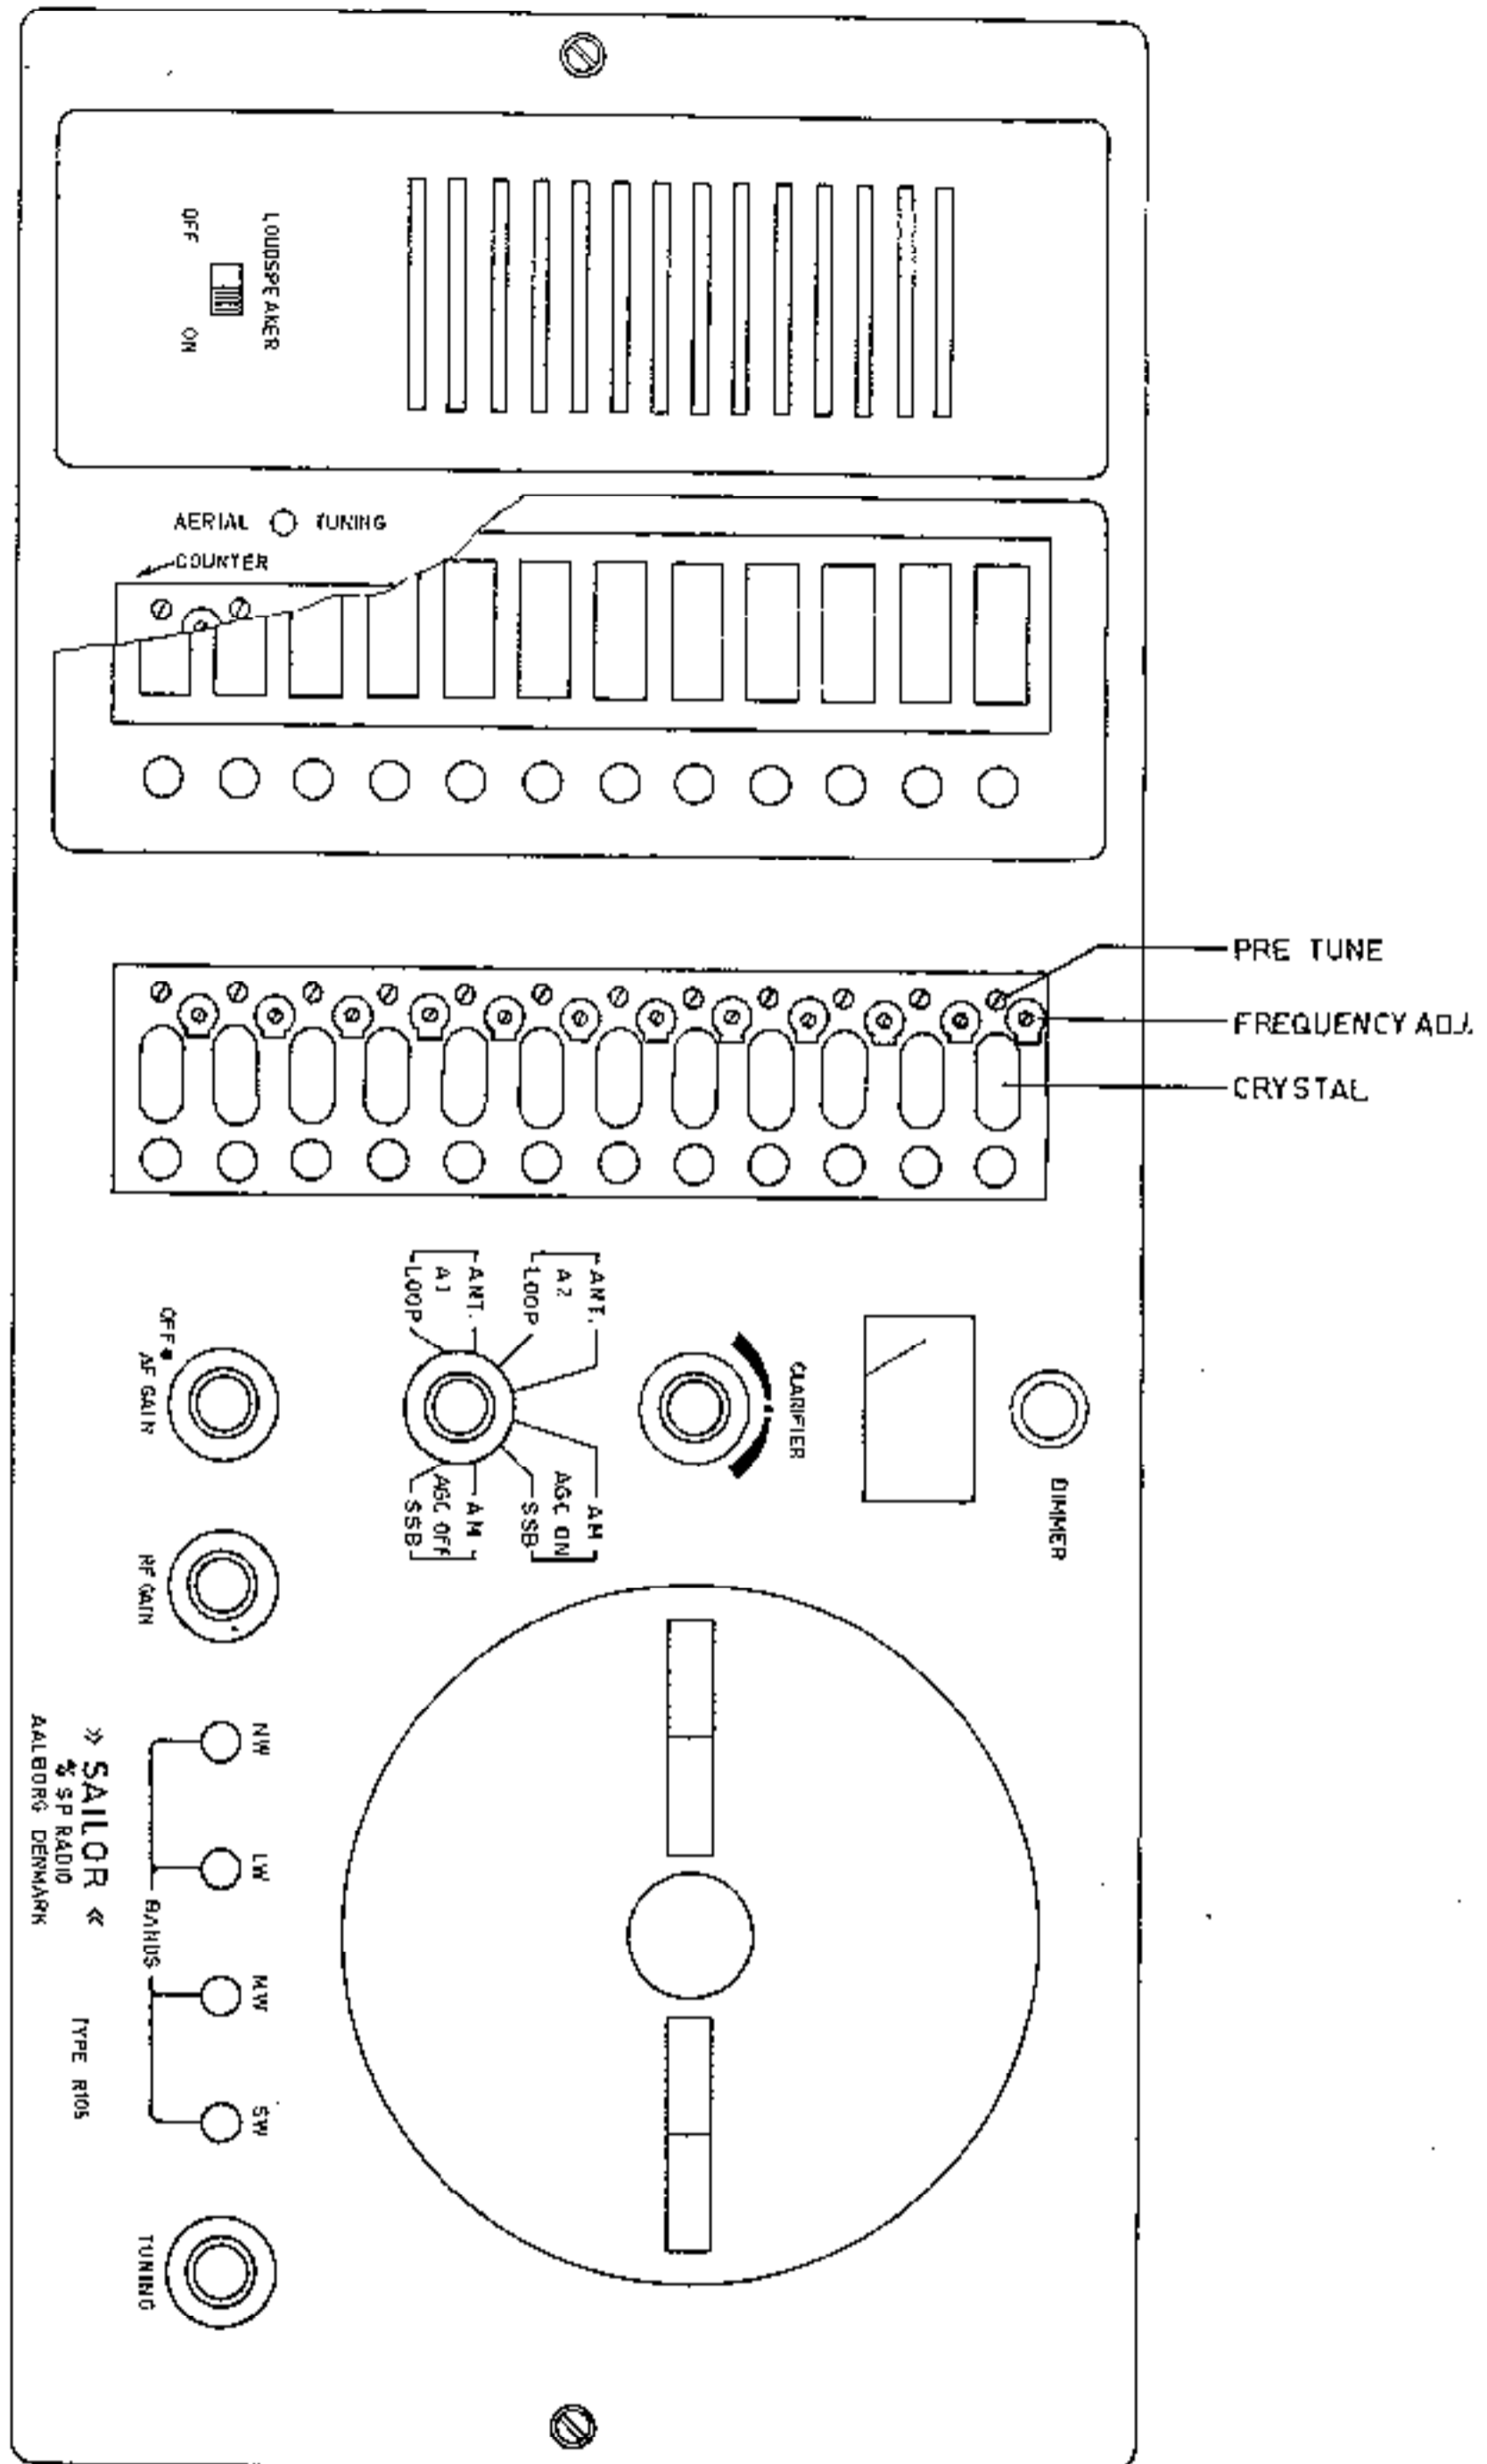 LOUDSPEAKER
OFF
ON
AERIAL TUNING
COUNTER
PRE TUNE
FREQUENCY ADJ.
CRYSTAL
ANT.
A2
LOOP
ANT.
A1
LOOP
AM
AGC ON
SSB
AM
AGC OFF
SSB
CLARIFIER
DIMMER
OFF
AF GAIN
RF GAIN
NW
LW
MW
SW
BANDS
TUNING
» SAILOR «
SP RADIO
AALBORG DENMARK
TYPE R105